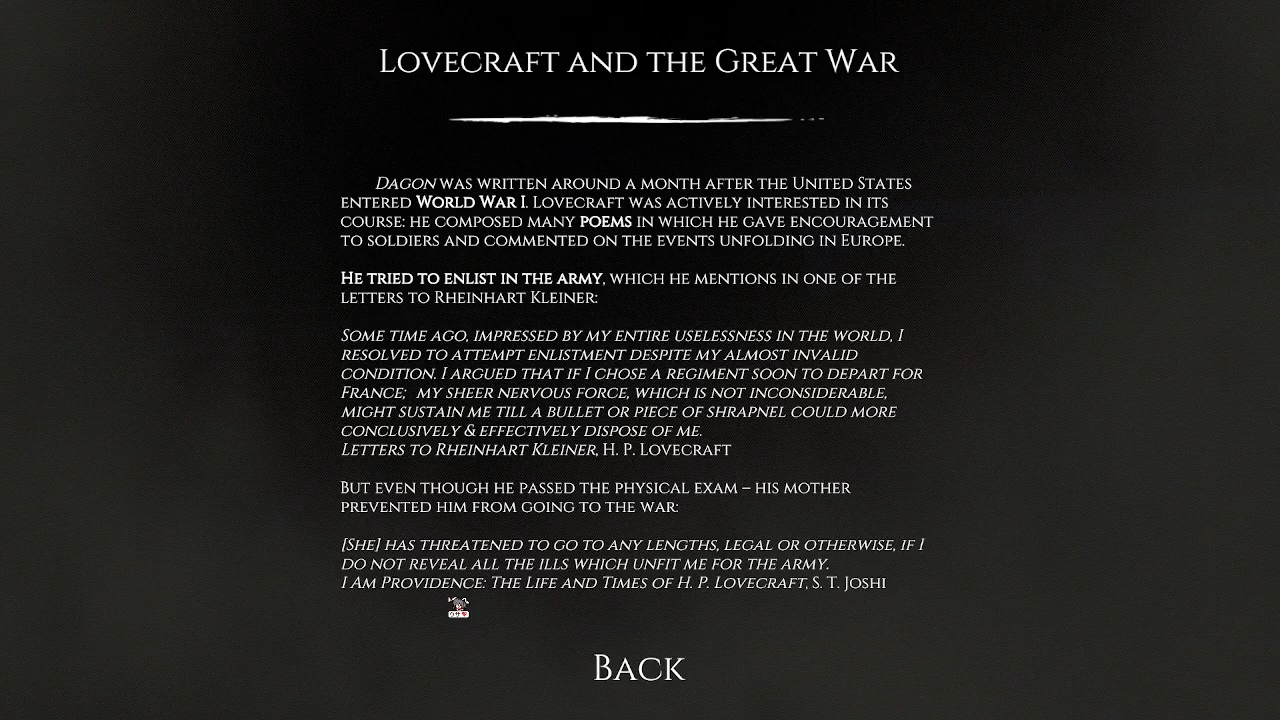 Lovecraft and the Great War
Dagon was written around a month after the United States
entered World War I. Lovecraft was actively interested in its
course: he composed many poems in which he gave encouragement
to soldiers and commented on the events unfolding in Europe.
He tried to enlist in the army, which he mentions in one of the
letters to Rheinhart Kleiner:
Some time ago, impressed by my entire uselessness in the world, I
resolved to attempt enlistment despite my almost invalid
condition. I argued that if I chose a regiment soon to depart for
France;  my sheer nervous force, which is not inconsiderable,
might sustain me till a bullet or piece of shrapnel could more
conclusively & effectively dispose of me.
Letters to Rheinhart Kleiner, H. P. Lovecraft
But even though he passed the physical exam – his mother
prevented him from going to the war:
[She] has threatened to go to any lengths, legal or otherwise, if I
do not reveal all the ills which unfit me for the army.
I Am Providence: The Life and Times of H. P. Lovecraft, S. T. Joshi
Back